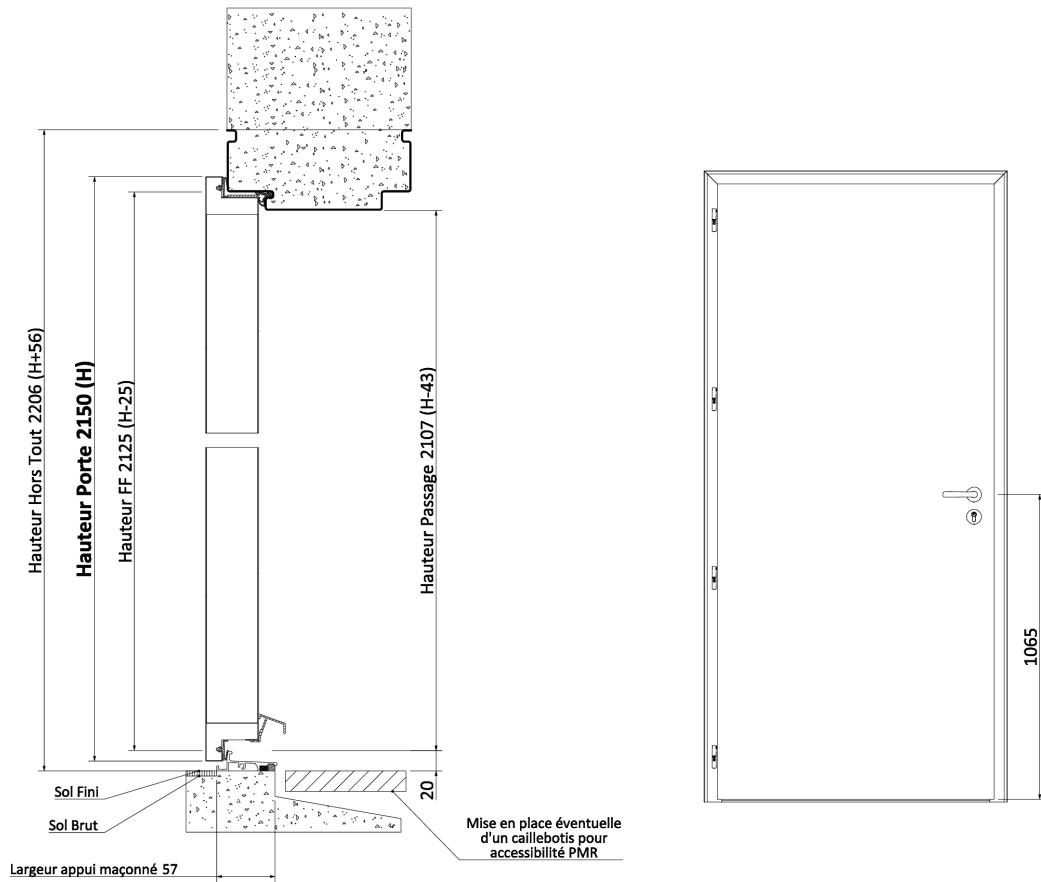 Hauteur Hors Tout 2206 (H+56)
Hauteur Porte 2150 (H)
Hauteur FF 2125 (H-25)
Hauteur Passage 2107 (H-43)
20
Sol Fini
Sol Brut
Largeur appui maçonné 57
Mise en place éventuelle
d'un caillebotis pour
accessibilité PMR
1065